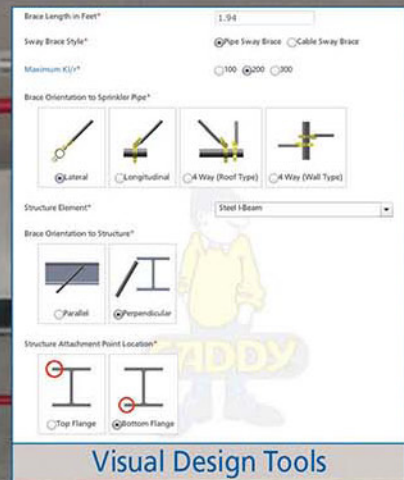 Brace Length in Feet* 1.94
Sway Brace Style* Pipe Sway Brace Cable Sway Brace
Maximum Kl/r* 100 200 300
Brace Orientation to Sprinkler Pipe*
Lateral Longitudinal 4 Way (Roof Type) 4 Way (Wall Type)
Structure Element* Steel I-Beam
Brace Orientation to Structure*
Parallel Perpendicular
CADDY
Structure Attachment Point Location*
Top Flange Bottom Flange
Visual Design Tools